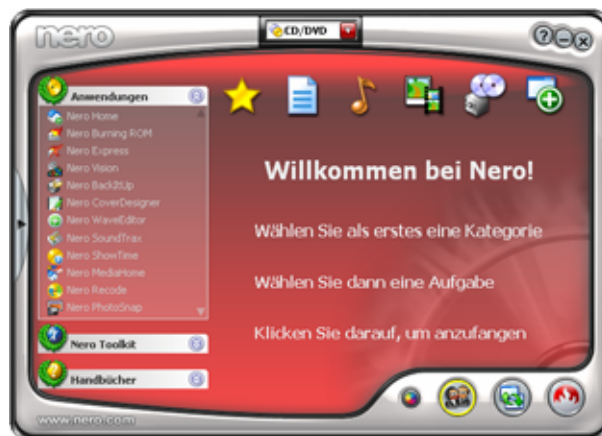 nero
CD/DVD
Anwendungen
Nero Home
Nero Burning ROM
Nero Express
Nero Vision
Nero BackItUp
Nero CoverDesigner
Nero WaveEditor
Nero SoundTrax
Nero ShowTime
Nero MediaHome
Nero Recode
Nero PhotoSnap
Nero Toolkit
Handbücher
Willkommen bei Nero!
Wählen Sie als erstes eine Kategorie
Wählen Sie dann eine Aufgabe
Klicken Sie darauf, um anzufangen
www.nero.com